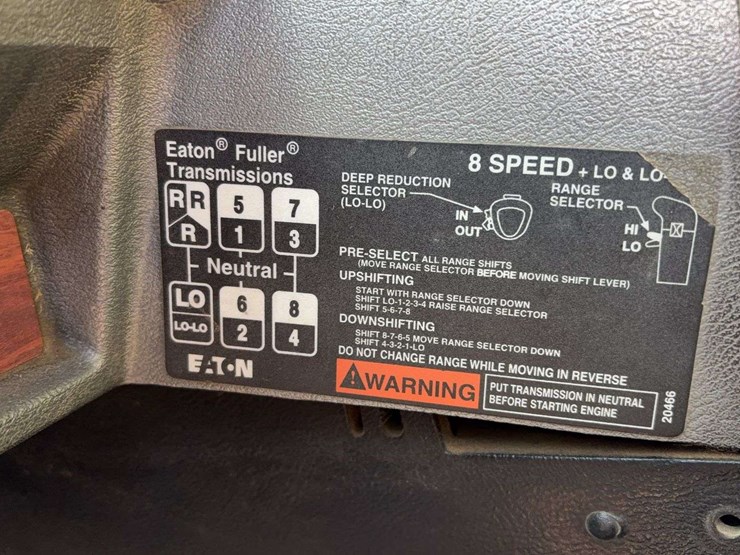 Eaton® Fuller®
Transmissions
R R 5 7
R 1 3
Neutral
LO 6 8
LO-LO 2 4
EAT•N
8 SPEED + LO & LO-
DEEP REDUCTION
SELECTOR
(LO-LO)
IN
OUT
RANGE
SELECTOR
HI
LO
PRE-SELECT ALL RANGE SHIFTS
(MOVE RANGE SELECTOR BEFORE MOVING SHIFT LEVER)
UPSHIFTING
START WITH RANGE SELECTOR DOWN
SHIFT LO-1-2-3-4 RAISE RANGE SELECTOR
SHIFT 5-6-7-8
DOWNSHIFTING
SHIFT 8-7-6-5 MOVE RANGE SELECTOR DOWN
SHIFT 4-3-2-1-LO
DO NOT CHANGE RANGE WHILE MOVING IN REVERSE
WARNING
PUT TRANSMISSION IN NEUTRAL
BEFORE STARTING ENGINE
20466